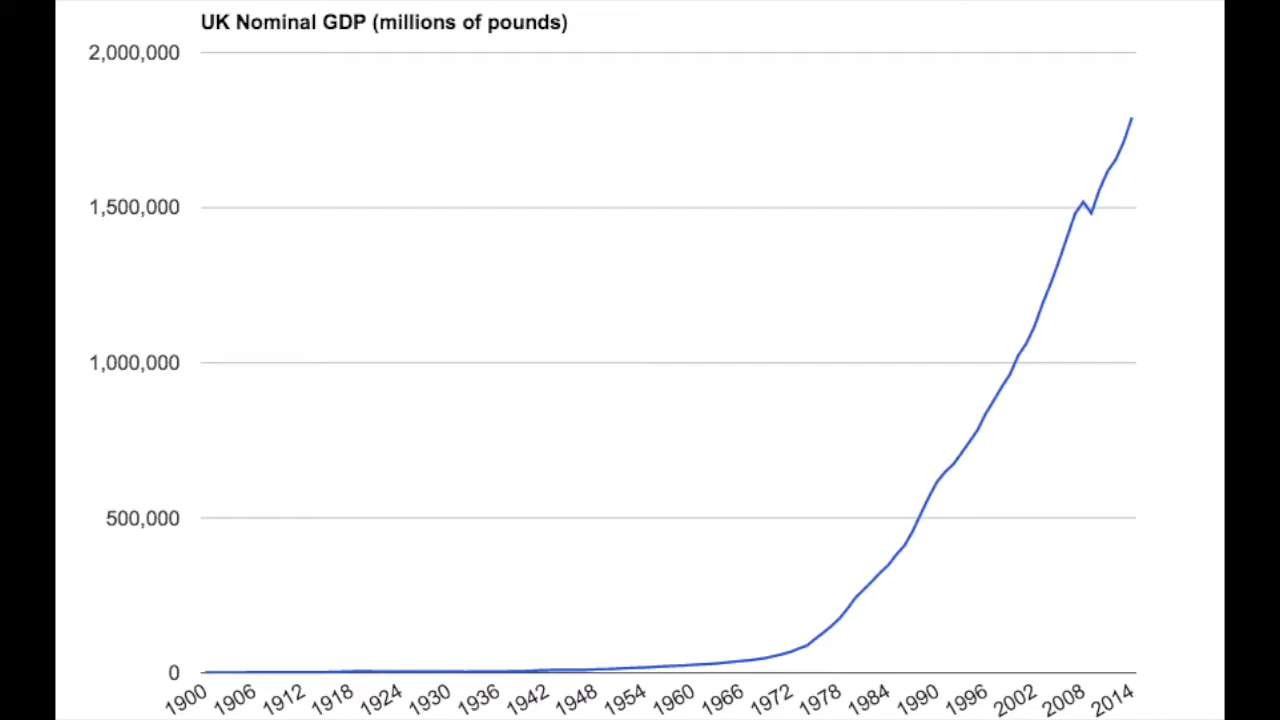 UK Nominal GDP (millions of pounds)
2,000,000
1,500,000
1,000,000
500,000
0
1900 1906 1912 1918 1924 1930 1936 1942 1948 1954 1960 1966 1972 1978 1984 1990 1996 2002 2008 2014